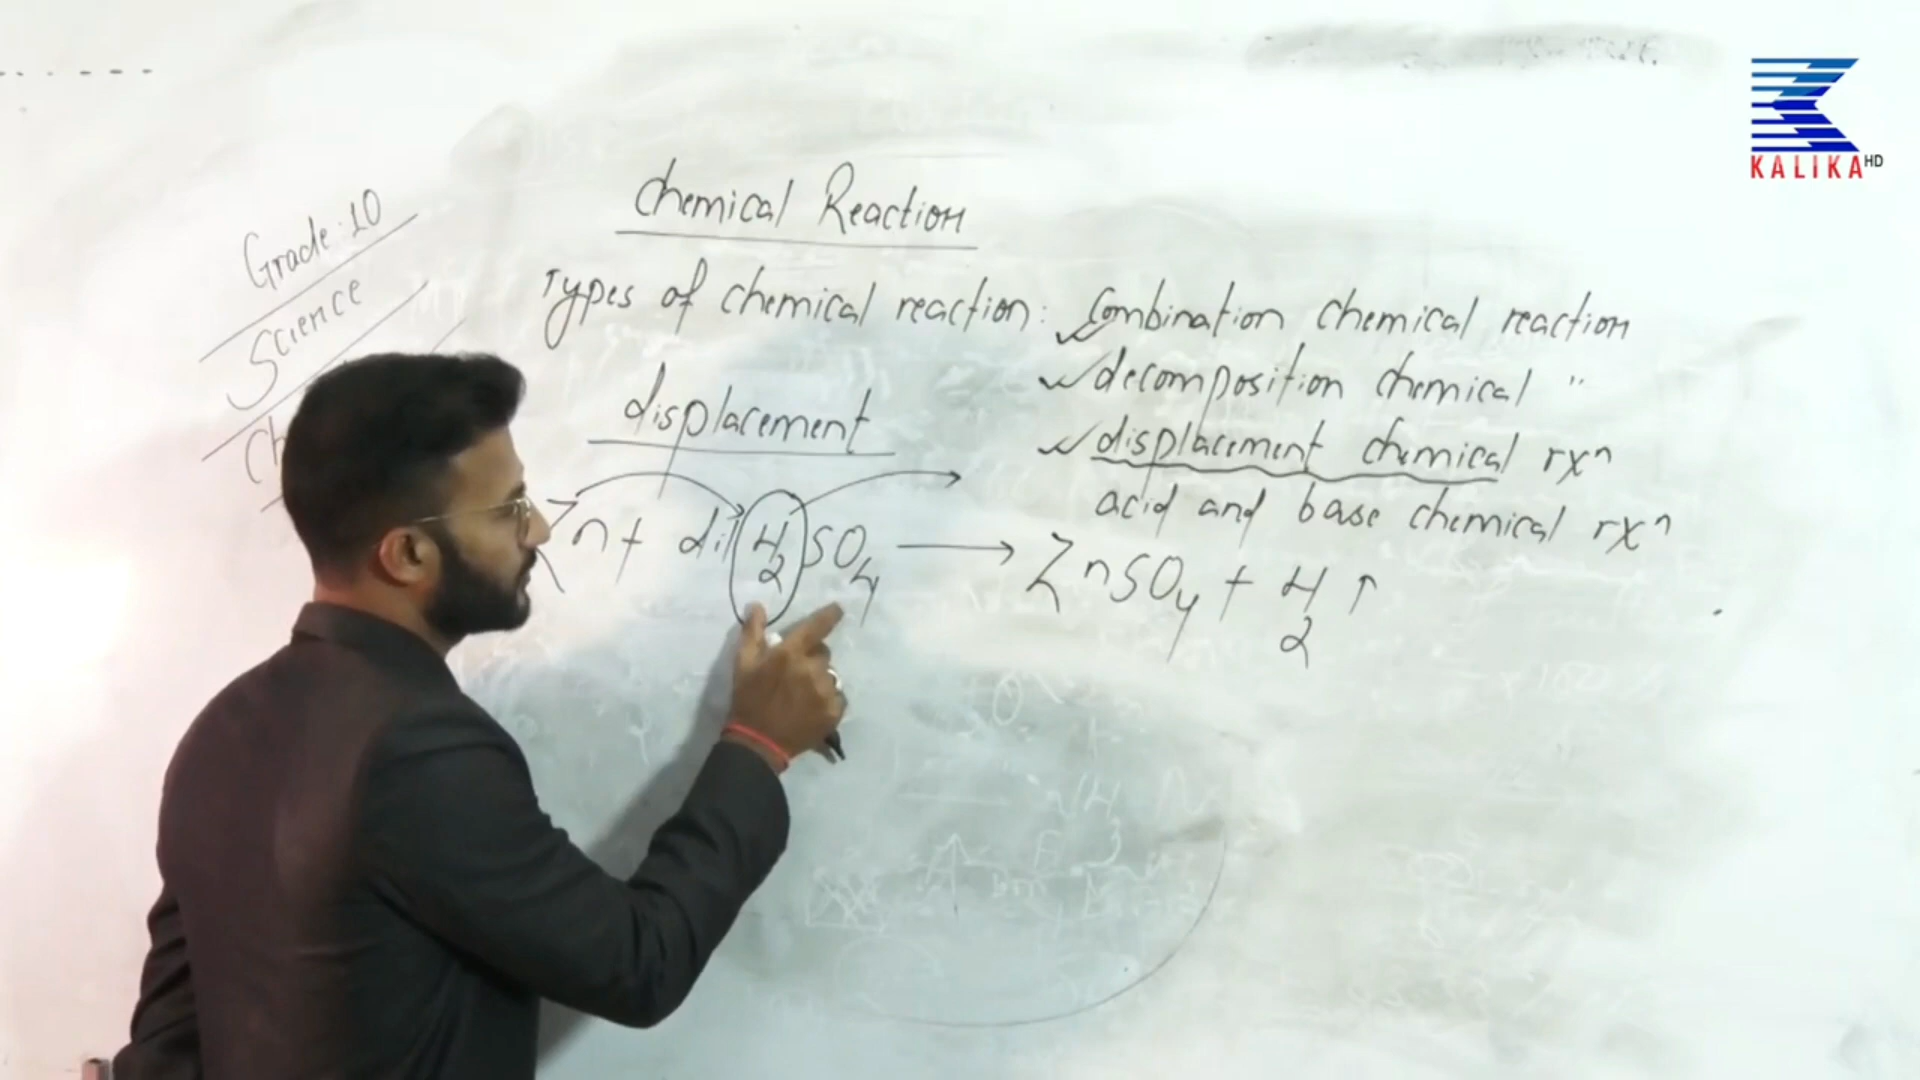 KALIKA HD
Grade: 10
Science
Ch
Chemical Reaction
Types of chemical reaction: Combination chemical reaction
decomposition chemical "
displacement chemical rxⁿ
acid and base chemical rxⁿ
displacement
Zn + dil H₂SO₄ → ZnSO₄ + H₂ ↑